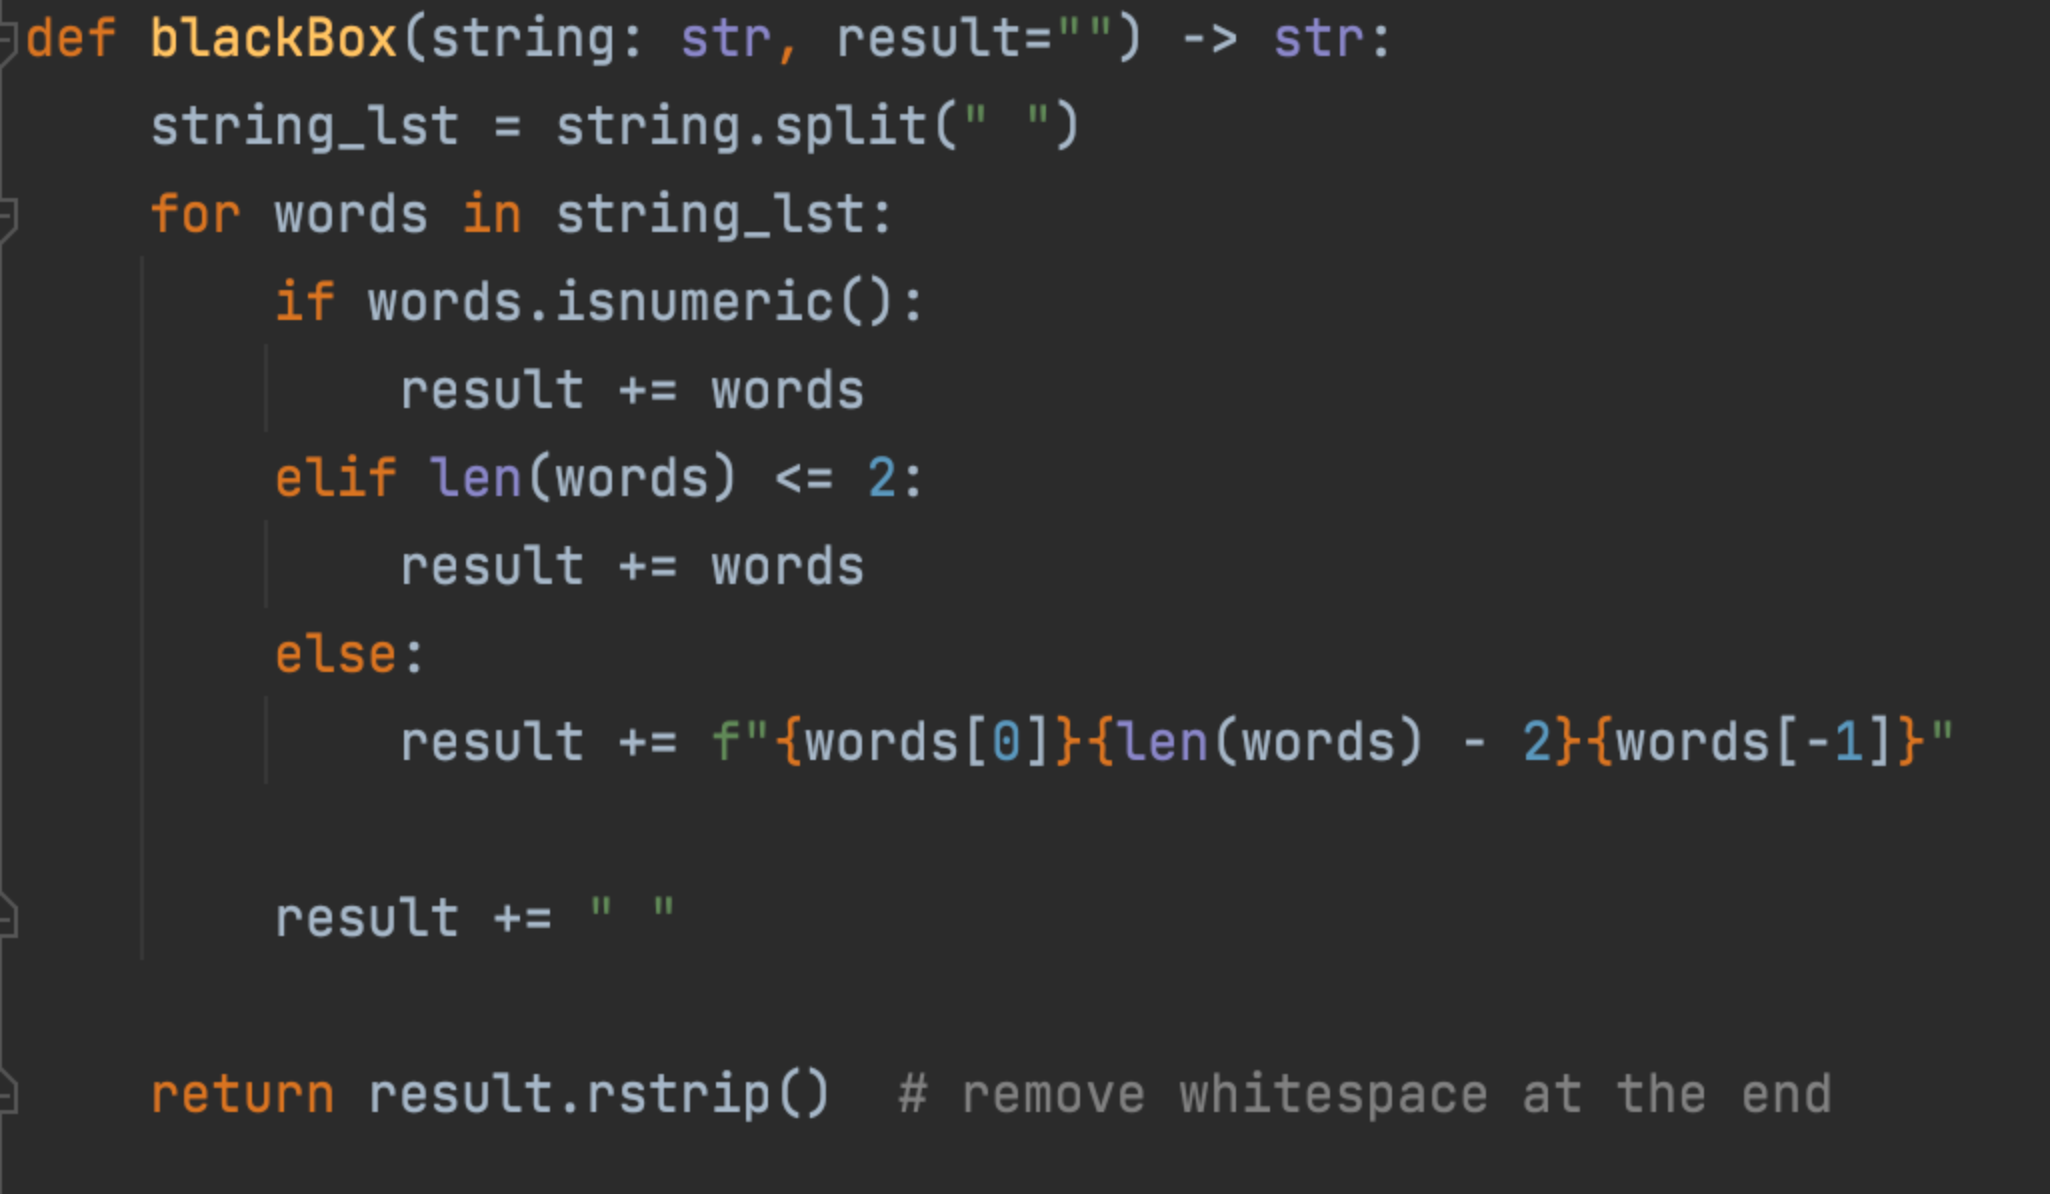 def blackBox(string: str, result="") -> str:
    string_lst = string.split(" ")
    for words in string_lst:
        if words.isnumeric():
            result += words
        elif len(words) <= 2:
            result += words
        else:
            result += f"{words[0]}{len(words) - 2}{words[-1]}"
        result += " "
    return result.rstrip()  # remove whitespace at the end